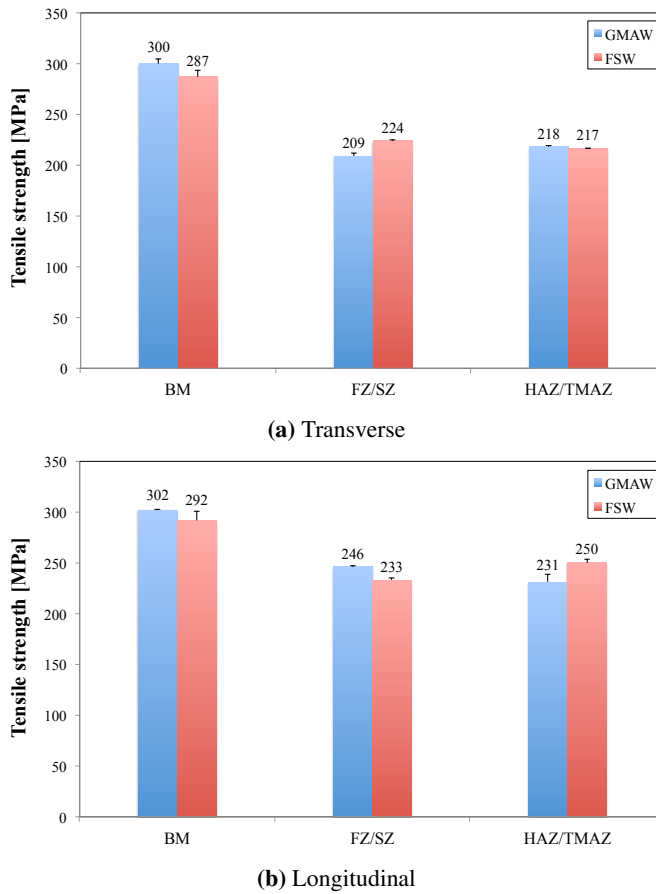 350
300
250
200
150
100
50
0
Tensile strength [MPa]
300
287
209
224
218
217
GMAW
FSW
BM
FZ/SZ
HAZ/TMAZ
(a) Transverse
350
300
250
200
150
100
50
0
Tensile strength [MPa]
302
292
246
233
231
250
GMAW
FSW
BM
FZ/SZ
HAZ/TMAZ
(b) Longitudinal